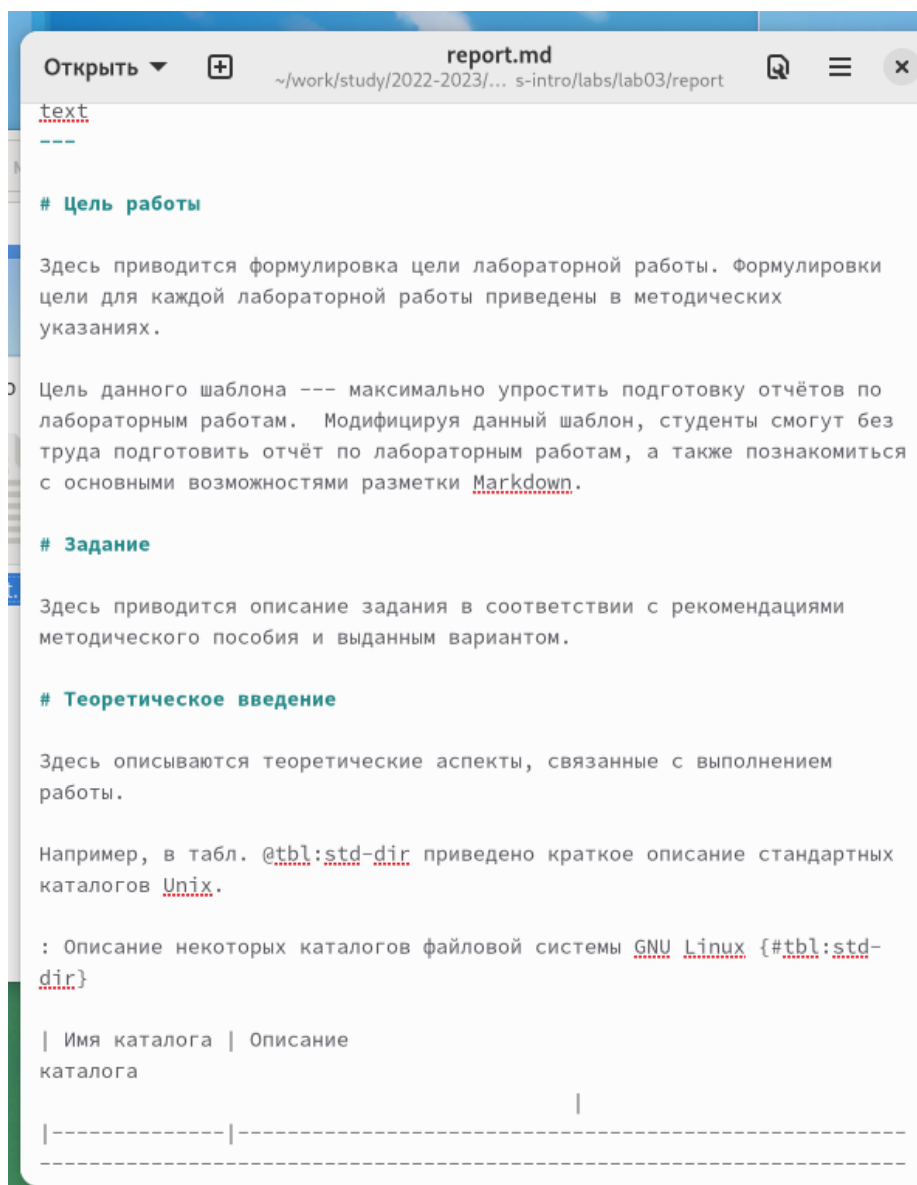 Открыть
report.md
~/work/study/2022-2023/... s-intro/labs/lab03/report
text
---
# Цель работы
Здесь приводится формулировка цели лабораторной работы. Формулировки
цели для каждой лабораторной работы приведены в методических
указаниях.
Цель данного шаблона --- максимально упростить подготовку отчётов по
лабораторным работам.  Модифицируя данный шаблон, студенты смогут без
труда подготовить отчёт по лабораторным работам, а также познакомиться
с основными возможностями разметки Markdown.
# Задание
Здесь приводится описание задания в соответствии с рекомендациями
методического пособия и выданным вариантом.
# Теоретическое введение
Здесь описываются теоретические аспекты, связанные с выполнением
работы.
Например, в табл. @tbl:std-dir приведено краткое описание стандартных
каталогов Unix.
: Описание некоторых каталогов файловой системы GNU Linux {#tbl:std-
dir}
| Имя каталога | Описание
каталога
|
|--------------|------------------------------------------------------
----------------------------------------------------------------------